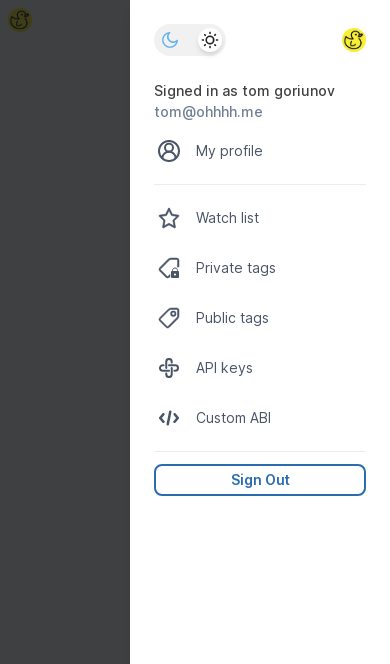 Signed in as tom goriunov
tom@ohhhh.me
My profile
Watch list
Private tags
Public tags
API keys
Custom ABI
Sign Out